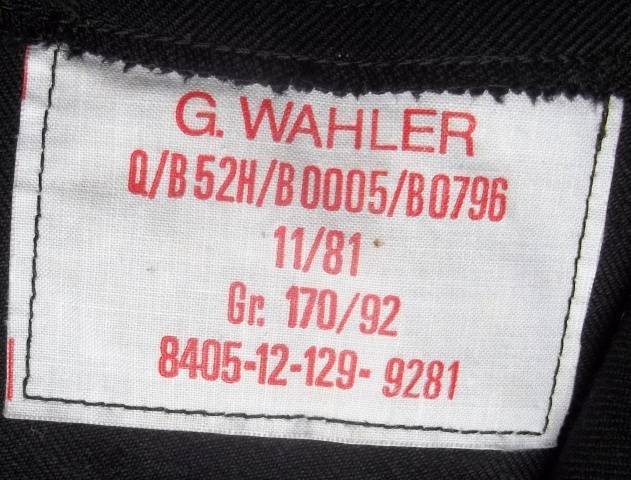 G. WAHLER
Q/B 52H/B 0005/B 0796
11/81
Gr. 170/92
8405-12-129-9281